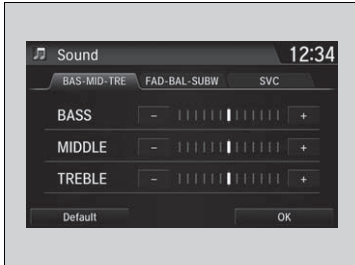 Sound 12:34
BAS-MID-TRE FAD-BAL-SUBW SVC
BASS - +
MIDDLE - +
TREBLE - +
Default OK